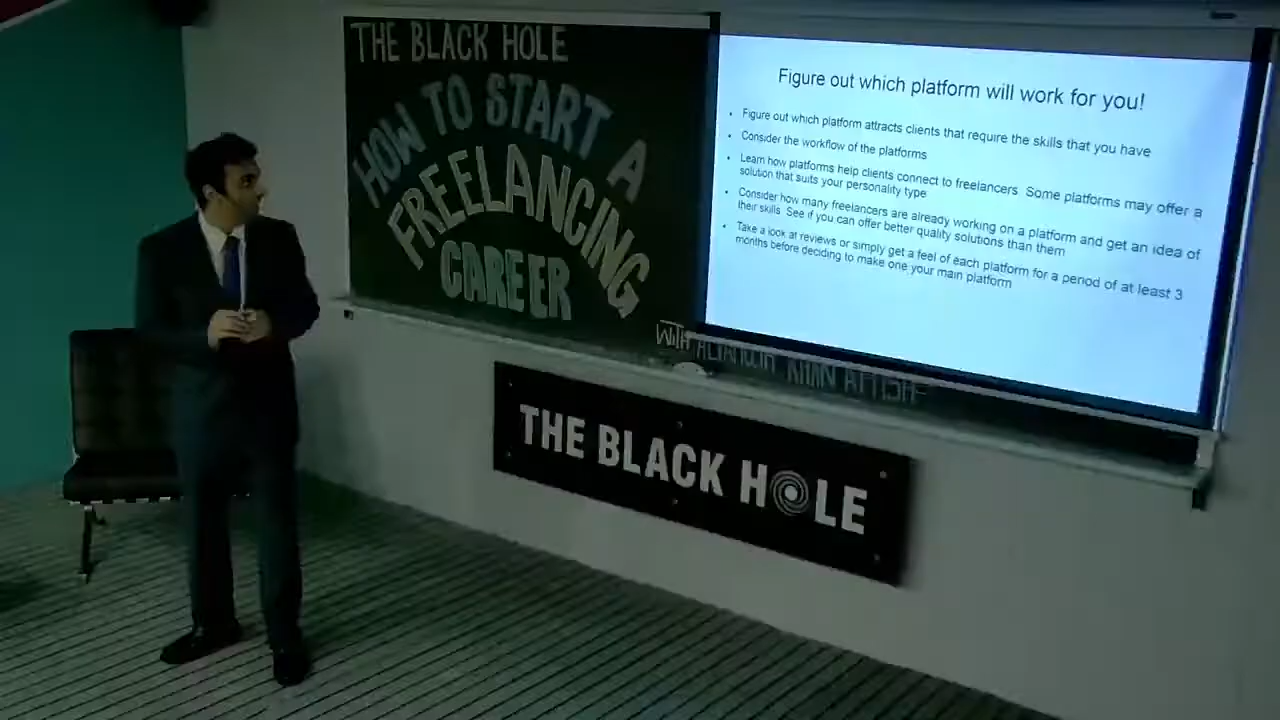 THE BLACK HOLE
HOW TO START A
FREELANCING
CAREER
WITH KHAN
Figure out which platform will work for you!
• Figure out which platform attracts clients that require the skills that you have
• Consider the workflow of the platforms
• Learn how platforms help clients connect to freelancers Some platforms may offer a
solution that suits your personality type
• Consider how many freelancers are already working on a platform and get an idea of
their skills See if you can offer better quality solutions than them
• Take a look at reviews or simply get a feel of each platform for a period of at least 3
months before deciding to make one your main platform
THE BLACK HOLE